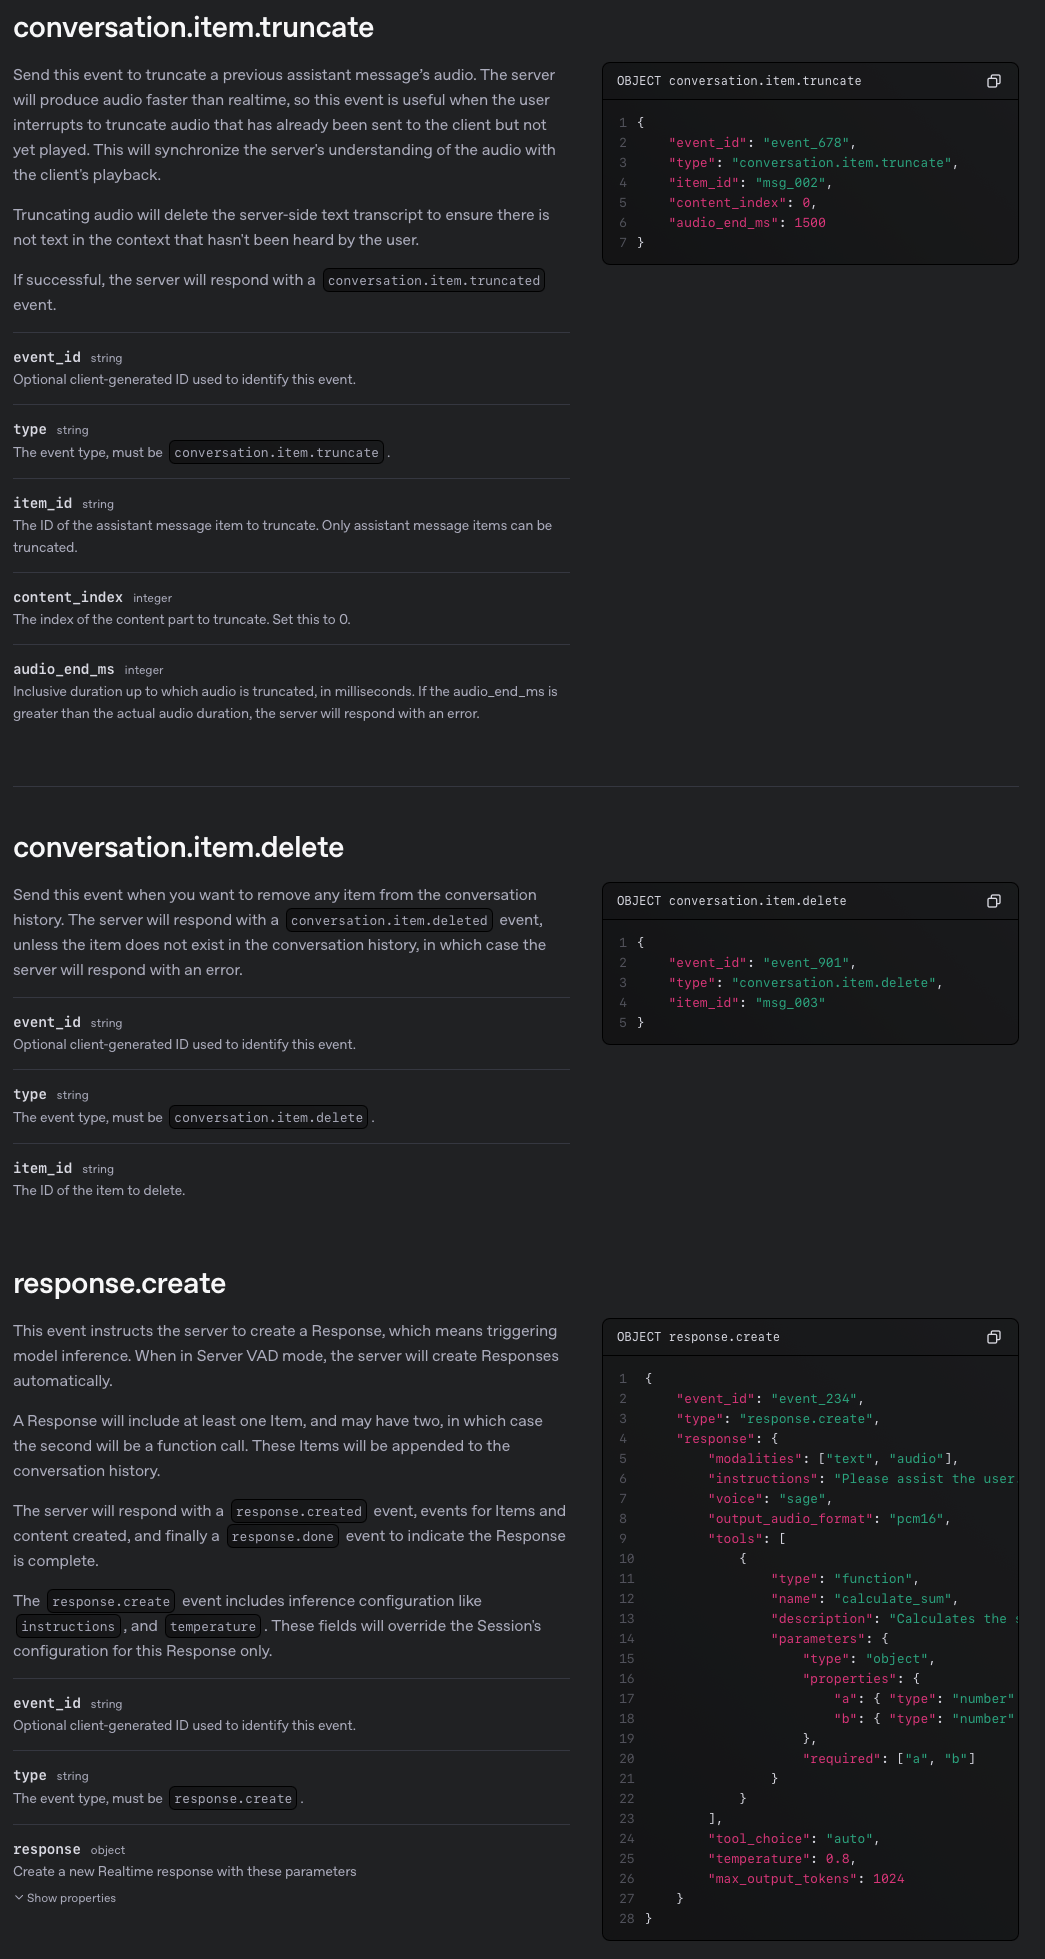 conversation.item.truncate
Send this event to truncate a previous assistant message’s audio. The server
will produce audio faster than realtime, so this event is useful when the user
interrupts to truncate audio that has already been sent to the client but not
yet played. This will synchronize the server's understanding of the audio with
the client's playback.
Truncating audio will delete the server-side text transcript to ensure there is
not text in the context that hasn't been heard by the user.
If successful, the server will respond with a conversation.item.truncated
event.
event_id string
Optional client-generated ID used to identify this event.
type string
The event type, must be conversation.item.truncate.
item_id string
The ID of the assistant message item to truncate. Only assistant message items can be
truncated.
content_index integer
The index of the content part to truncate. Set this to 0.
audio_end_ms integer
Inclusive duration up to which audio is truncated, in milliseconds. If the audio_end_ms is
greater than the actual audio duration, the server will respond with an error.
OBJECT conversation.item.truncate
1 {
2     "event_id": "event_678",
3     "type": "conversation.item.truncate",
4     "item_id": "msg_002",
5     "content_index": 0,
6     "audio_end_ms": 1500
7 }
conversation.item.delete
Send this event when you want to remove any item from the conversation
history. The server will respond with a conversation.item.deleted event,
unless the item does not exist in the conversation history, in which case the
server will respond with an error.
event_id string
Optional client-generated ID used to identify this event.
type string
The event type, must be conversation.item.delete.
item_id string
The ID of the item to delete.
OBJECT conversation.item.delete
1 {
2     "event_id": "event_901",
3     "type": "conversation.item.delete",
4     "item_id": "msg_003"
5 }
response.create
This event instructs the server to create a Response, which means triggering
model inference. When in Server VAD mode, the server will create Responses
automatically.
A Response will include at least one Item, and may have two, in which case
the second will be a function call. These Items will be appended to the
conversation history.
The server will respond with a response.created event, events for Items and
content created, and finally a response.done event to indicate the Response
is complete.
The response.create event includes inference configuration like
instructions, and temperature. These fields will override the Session's
configuration for this Response only.
event_id string
Optional client-generated ID used to identify this event.
type string
The event type, must be response.create.
response object
Create a new Realtime response with these parameters
Show properties
OBJECT response.create
1 {
2     "event_id": "event_234",
3     "type": "response.create",
4     "response": {
5         "modalities": ["text", "audio"],
6         "instructions": "Please assist the user
7         "voice": "sage",
8         "output_audio_format": "pcm16",
9         "tools": [
10             {
11                 "type": "function",
12                 "name": "calculate_sum",
13                 "description": "Calculates the s
14                 "parameters": {
15                     "type": "object",
16                     "properties": {
17                         "a": { "type": "number"
18                         "b": { "type": "number"
19                     },
20                     "required": ["a", "b"]
21                 }
22             }
23         ],
24         "tool_choice": "auto",
25         "temperature": 0.8,
26         "max_output_tokens": 1024
27     }
28 }